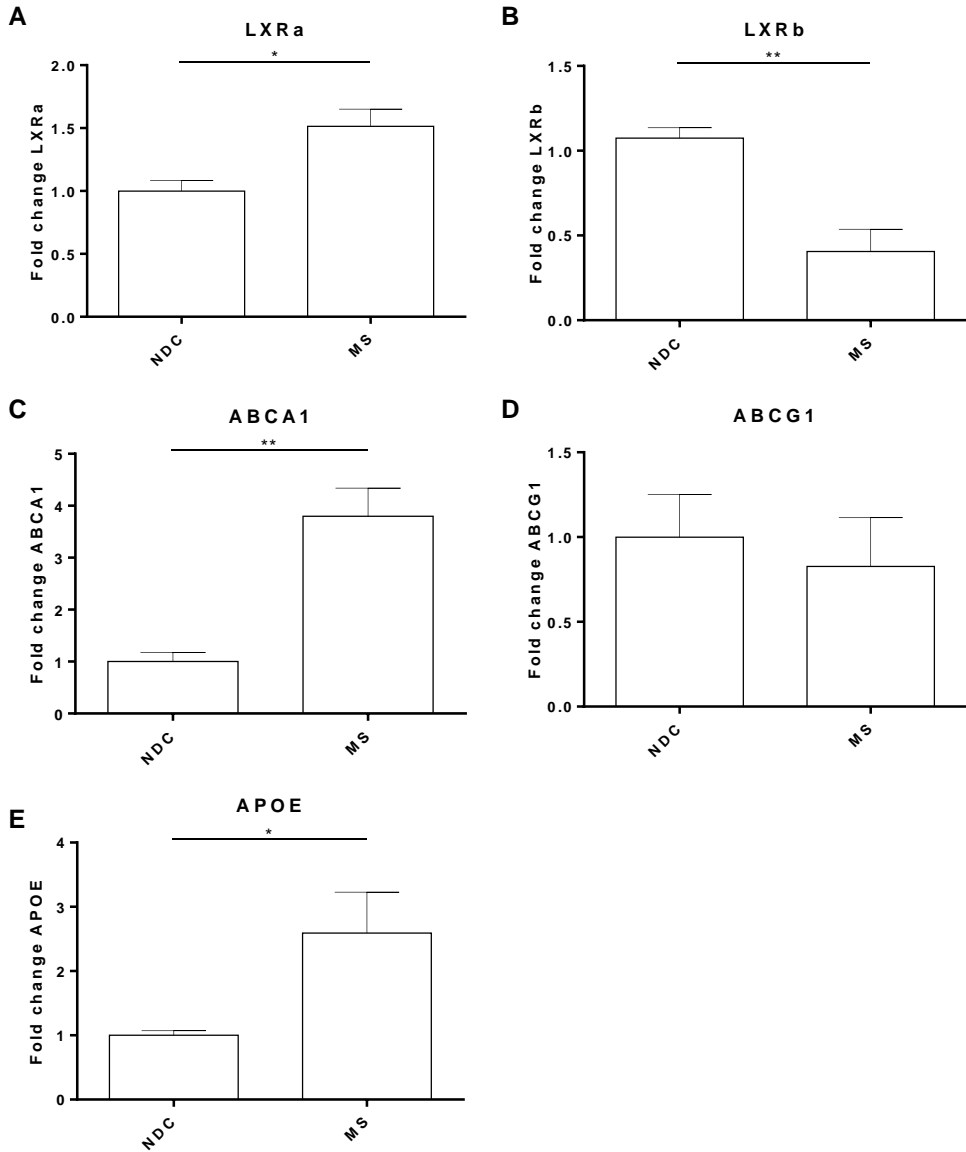 A
LXRa
*
Fold change LXRa
2.0
1.5
1.0
0.5
0.0
NDC
MS
B
LXRb
**
Fold change LXRb
1.5
1.0
0.5
0.0
NDC
MS
C
ABCA1
**
Fold change ABCA1
5
4
3
2
1
0
NDC
MS
D
ABCG1
Fold change ABCG1
1.5
1.0
0.5
0.0
NDC
MS
E
APOE
*
Fold change APOE
4
3
2
1
0
NDC
MS